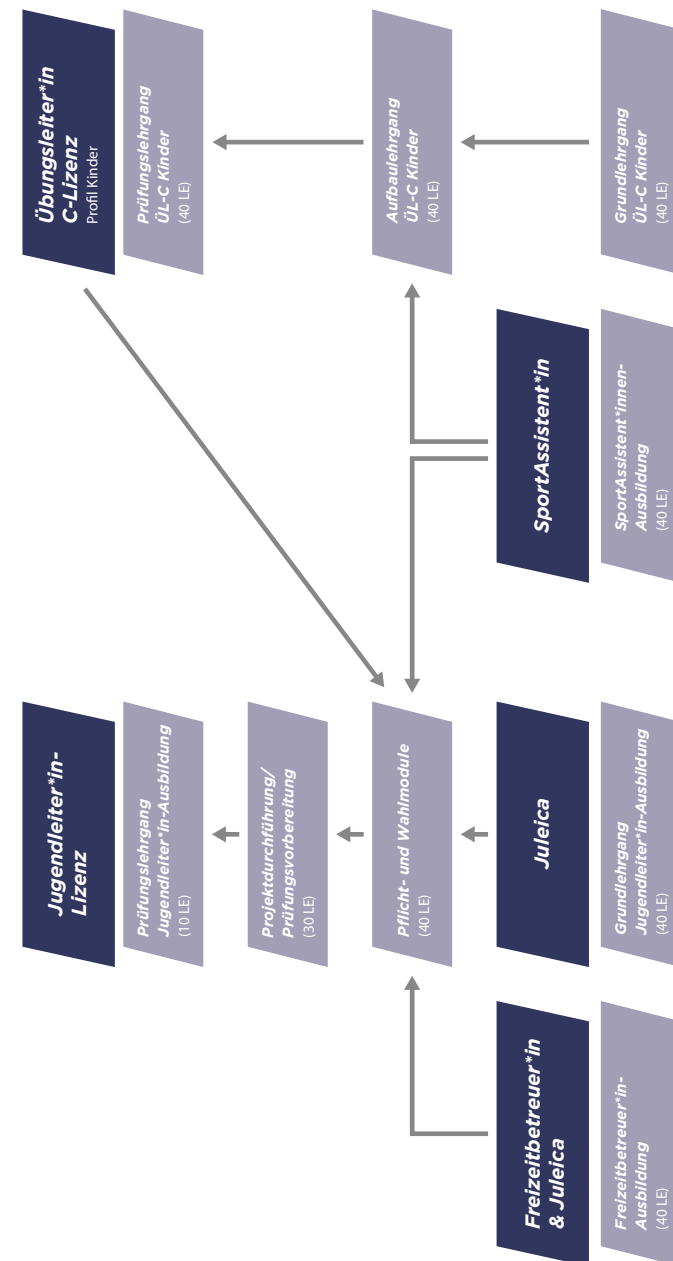 Jugendleiter*in-
Lizenz
Prüfungslehrgang
Jugendleiter*in-Ausbildung
(10 LE)
Projektdurchführung/
Prüfungsvorbereitung
(30 LE)
Pflicht- und Wahlmodule
(40 LE)
Freizeitbetreuer*in
& Juleica
Freizeitbetreuer*in-
Ausbildung
(40 LE)
Juleica
Grundlehrgang
Jugendleiter*in-Ausbildung
(40 LE)
SportAssistent*in
SportAssistent*innen-
Ausbildung
(40 LE)
Übungsleiter*in
C-Lizenz
Profil Kinder
Prüfungslehrgang
ÜL-C Kinder
(40 LE)
Aufbaulehrgang
ÜL-C Kinder
(40 LE)
Grundlehrgang
ÜL-C Kinder
(40 LE)